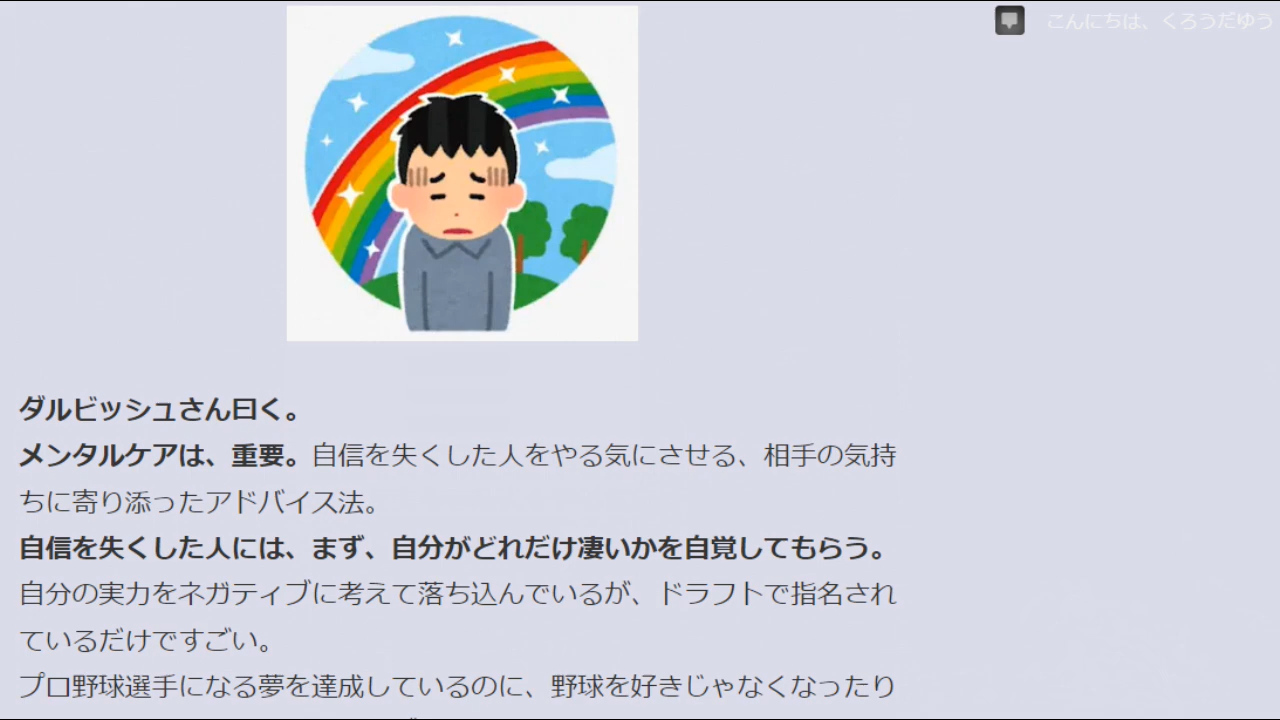 こんにちは、くろうだゆう
ダルビッシュさん曰く。
メンタルケアは、重要。自信を失くした人をやる気にさせる、相手の気持
ちに寄り添ったアドバイス法。
自信を失くした人には、まず、自分がどれだけ凄いかを自覚してもらう。
自分の実力をネガティブに考えて落ち込んでいるが、ドラフトで指名され
ているだけですごい。
プロ野球選手になる夢を達成しているのに、野球を好きじゃなくなったり